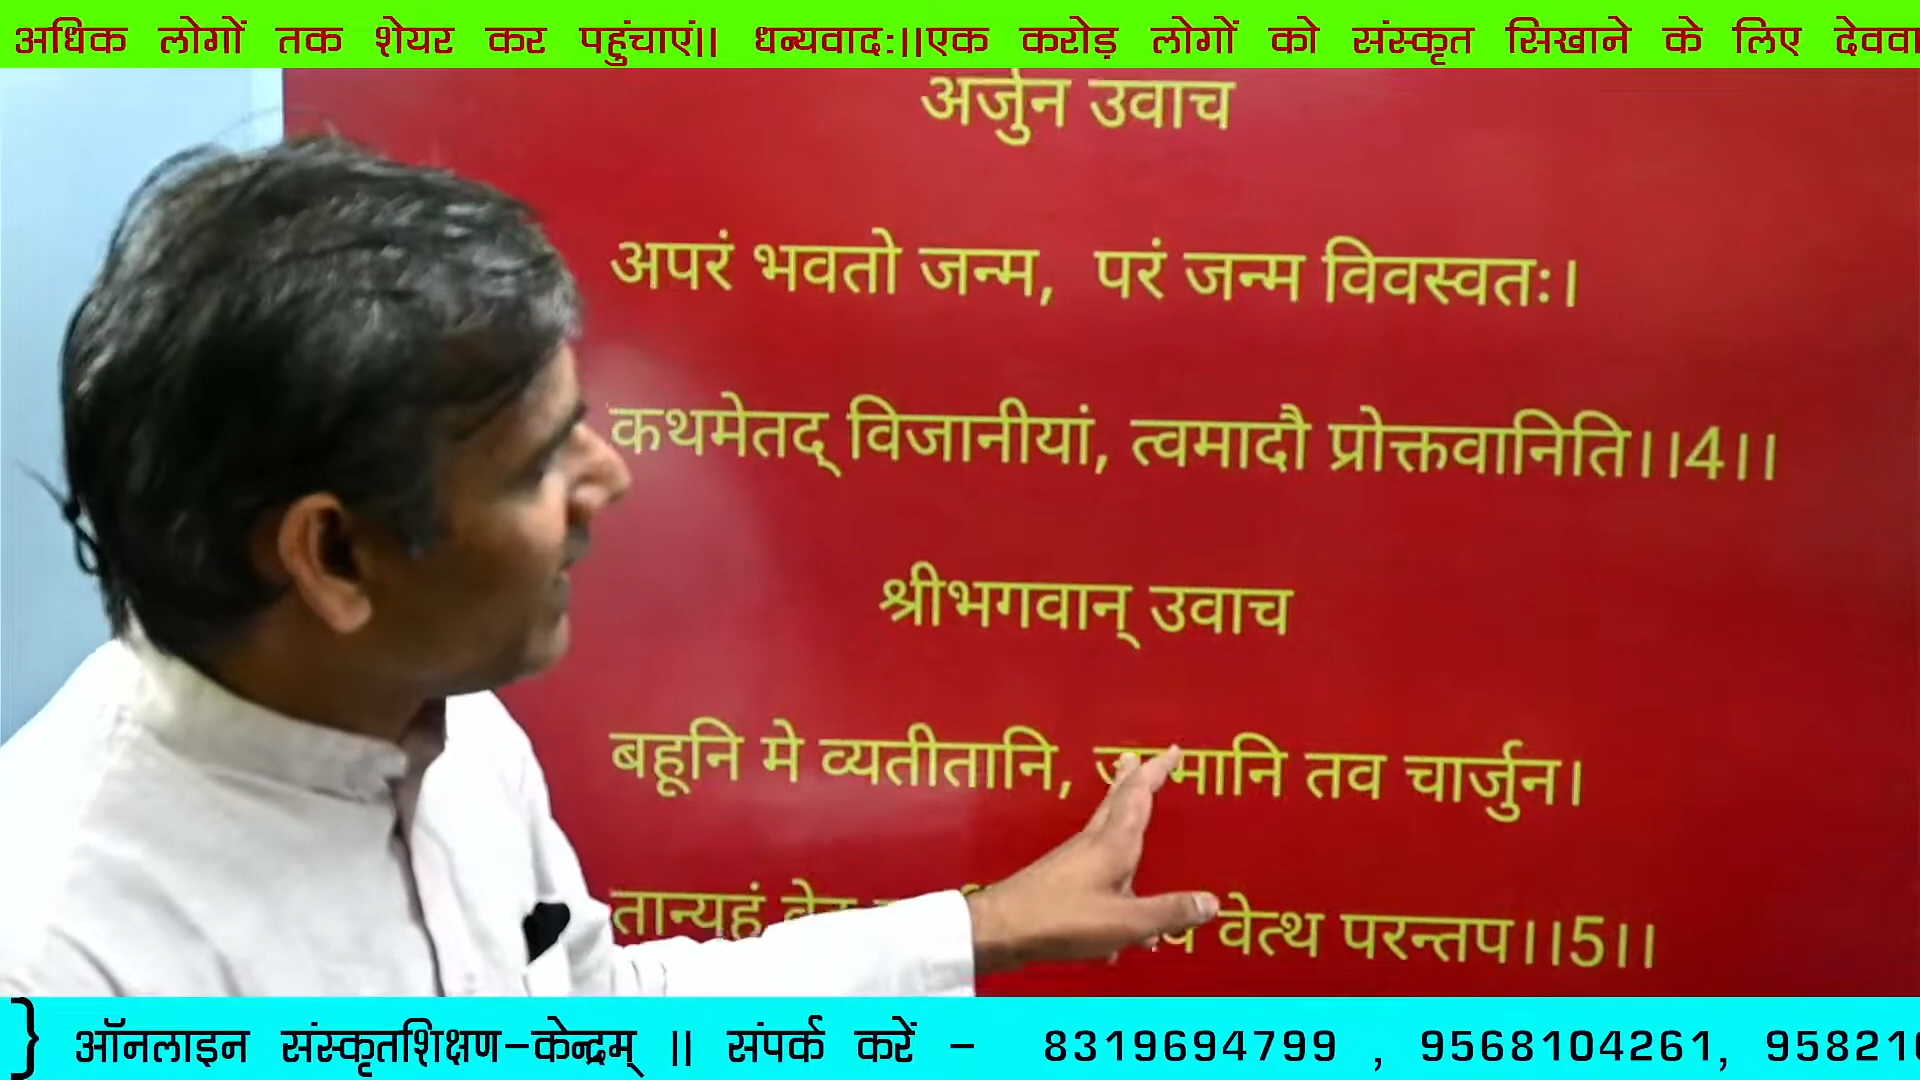 अधिक लोगों तक शेयर कर पहुंचाएं|| धन्यवादः||एक करोड़ लोगों को संस्कृत सिखाने के लिए
अर्जुन उवाच
अपरं भवतो जन्म, परं जन्म विवस्वतः।
कथमेतद् विजानीयां, त्वमादौ प्रोक्तवानिति।।4।।
श्रीभगवान् उवाच
बहूनि मे व्यतीतानि, तव चार्जुन।
तान्यहं वेत्थ परन्तप।।5।।
} ऑनलाइन संस्कृतशिक्षण-केन्द्रम् || संपर्क करें - 8319694799 , 9568104261,